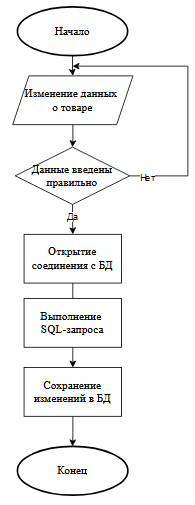 Начало
Изменение данных
о товаре
Данные введены
правильно
Нет
Да
Открытие
соединения с БД
Выполнение
SQL-запроса
Сохранение
изменений в БД
Конец